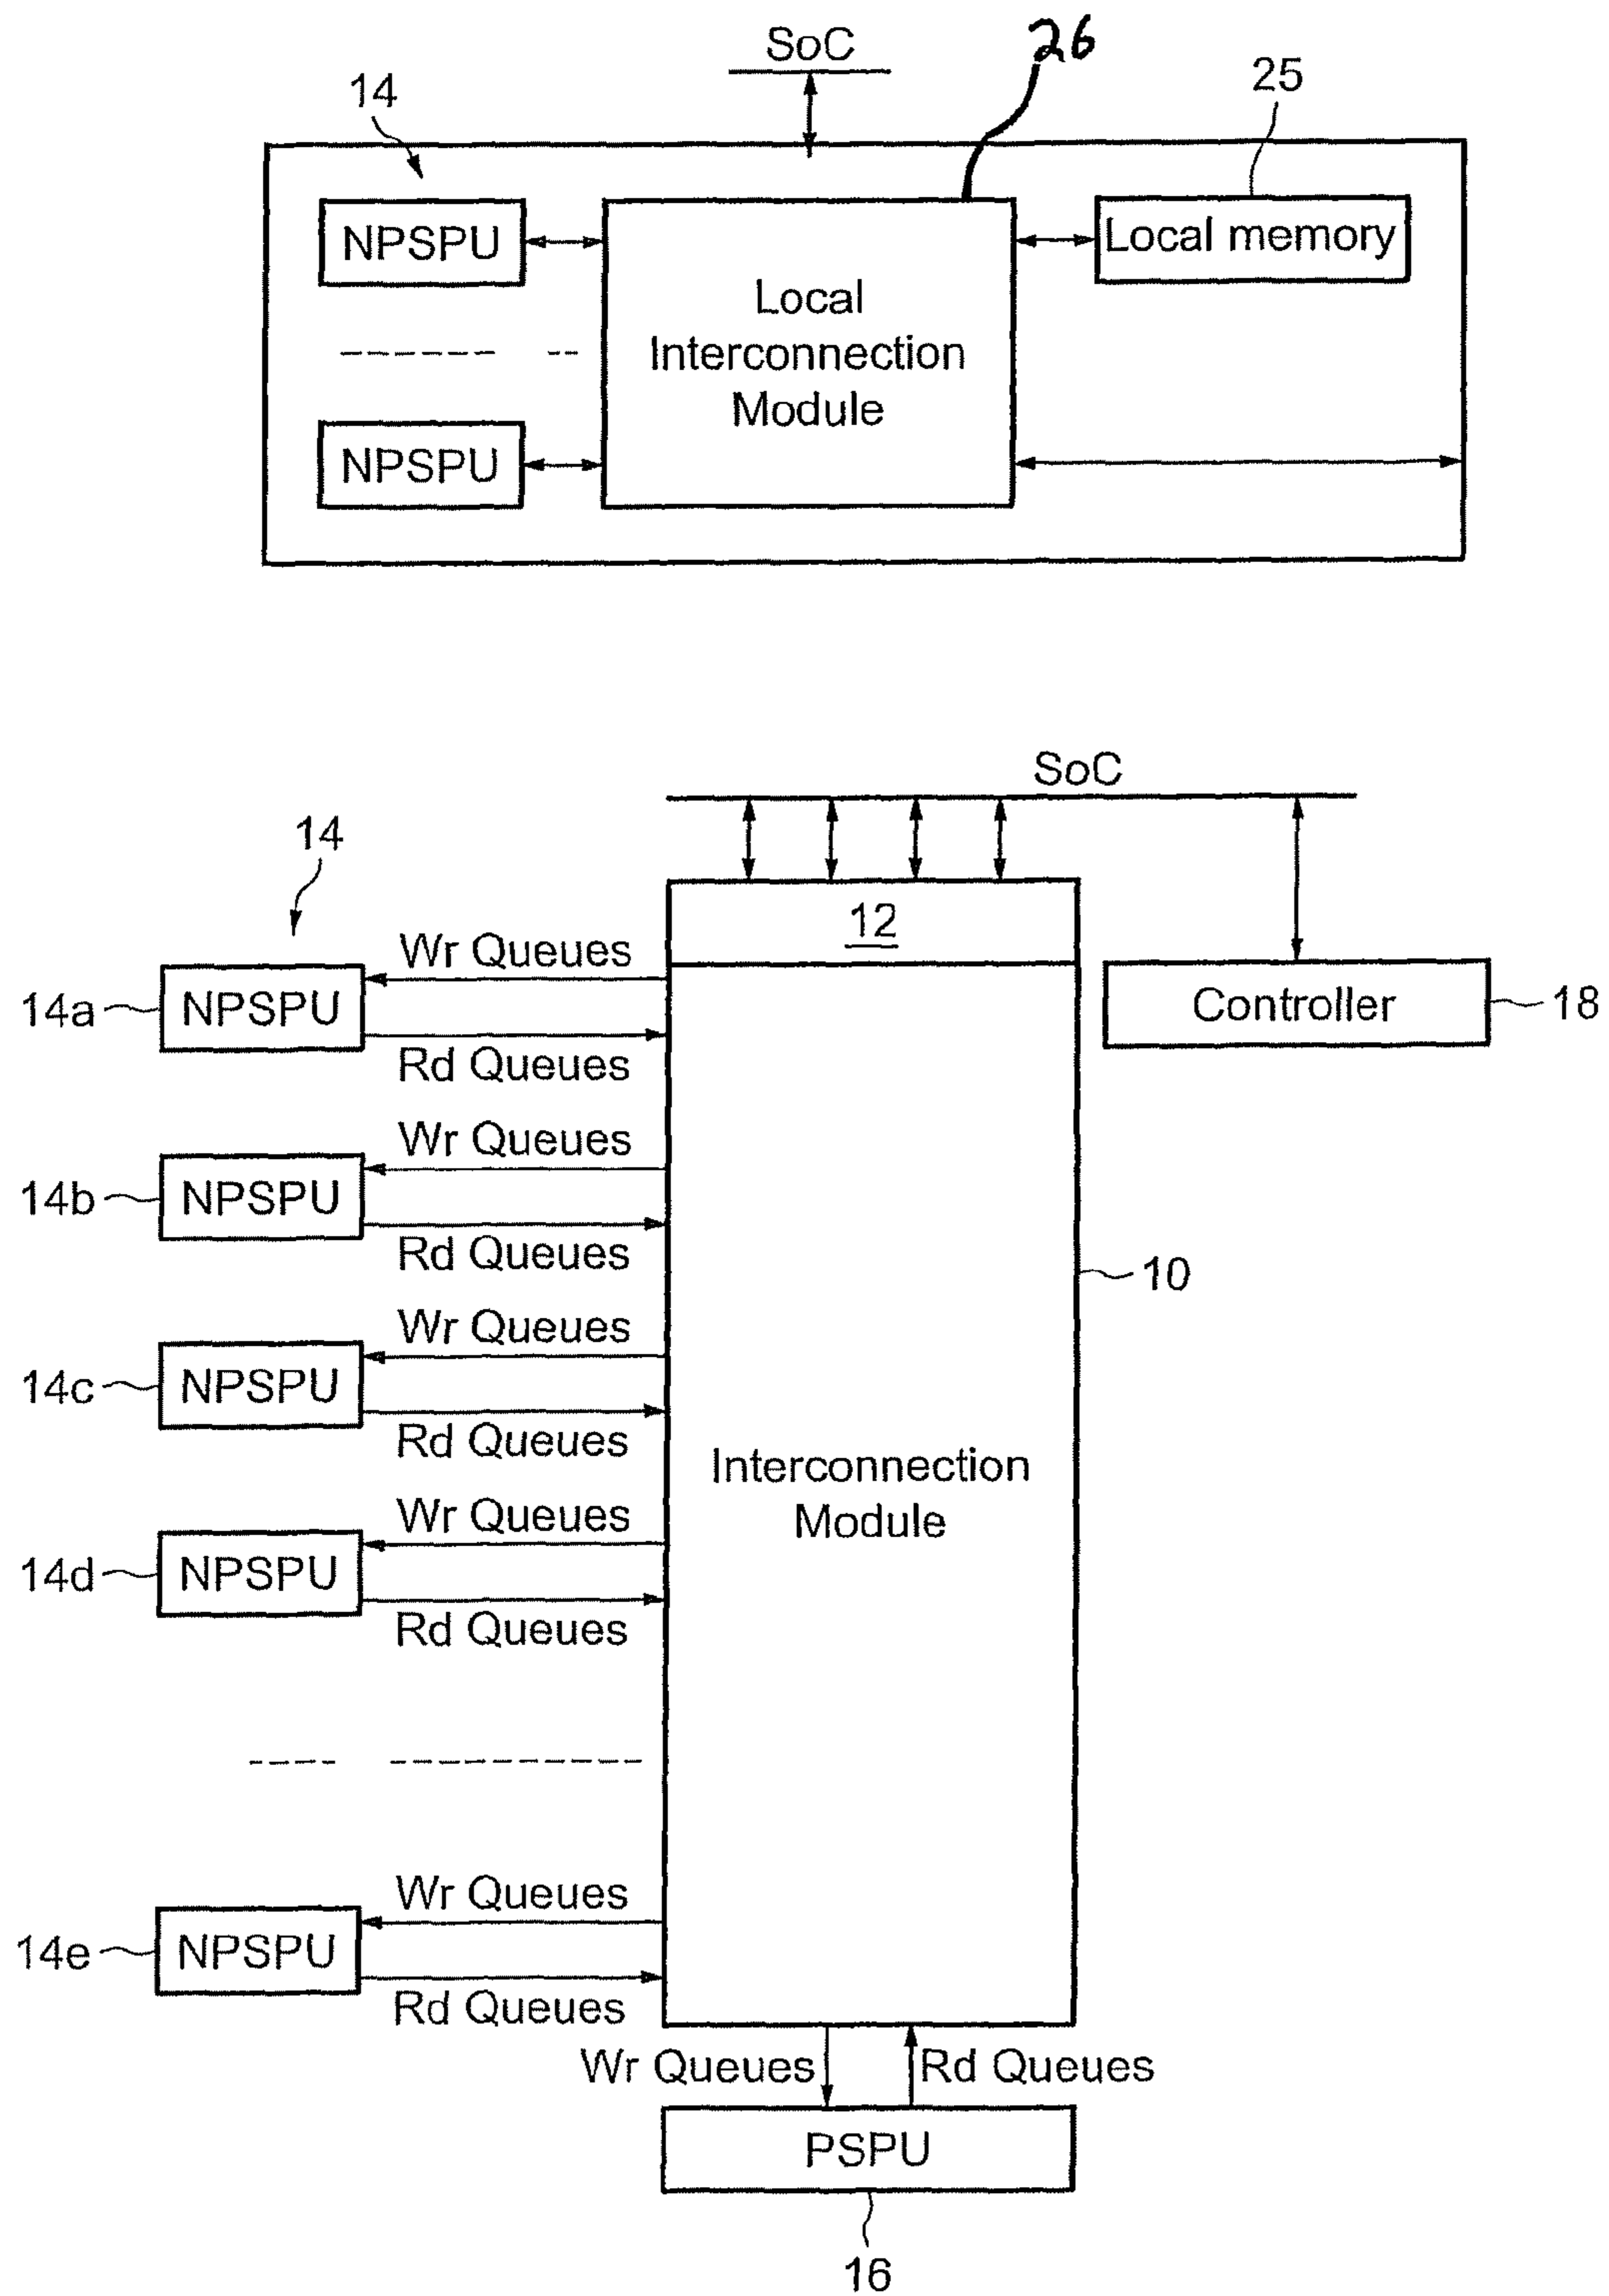 SoC
26
14
25
NPSPU
Local memory
Local
Interconnection
Module
NPSPU
SoC
14
12
Wr Queues
14a
NPSPU
Controller
18
Rd Queues
Wr Queues
14b
NPSPU
Rd Queues
10
Wr Queues
14c
NPSPU
Rd Queues
Interconnection
Module
Wr Queues
14d
NPSPU
Rd Queues
Wr Queues
14e
NPSPU
Rd Queues
Wr Queues
Rd Queues
PSPU
16